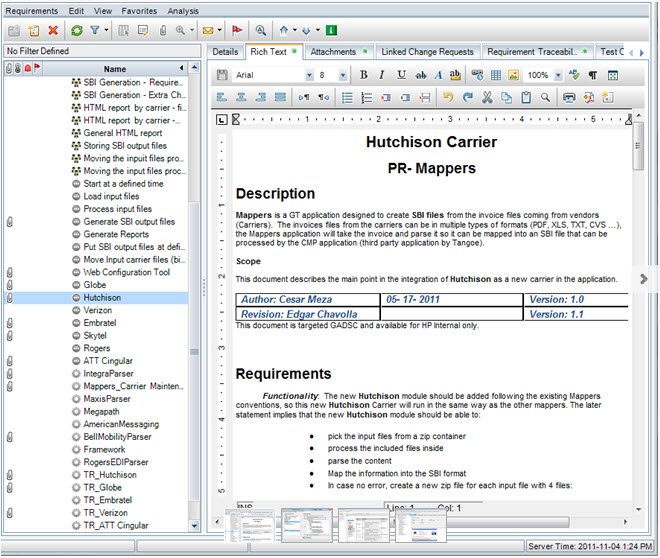 Requirements Edit View Favorites Analysis
No Filter Defined
Name
SBI Generation - Require...
SBI Generation - Extra Ch...
HTML report by carrier - fi...
HTML report by carrier -...
General HTML report
Storing SBI output files
Moving the inpuit files pro...
Moving the input files proc...
Start at a defined time
Load input files
Process input files
Generate SBI output files
Generate Reports
Put SBI output files at defi...
Move Input carrier files (bi...
Web Configuration Tool
Globe
Hutchison
Verizon
Embratel
Skytel
Rogers
ATT Cingular
IntegraParser
Mappers_Carrier Mainten...
MaxisParser
Megapath
AmericanMessaging
BellMobilityParser
Framework
RogersEDIParser
TR_Hutchison
TR_Globe
TR_Embratel
TR_Verizon
TR_ATT Cingular
Details Rich Text Attachments Linked Change Requests Requirement Traceabil.. Test C
Arial 8 B I U ab A ab 100%
Hutchison Carrier
PR- Mappers
Description
Mappers is a GT application designed to create SBI files from the invoice files coming from vendors
(Carriers). The invoices files from the carriers can be in multiple types of formats (PDF, XLS, TXT, CVS ...),
the Mappers application will take the invoice and parse it so it can be mapped into an SBI file that can be
processed by the CMP application (third party application by Tangoe).
Scope
This document describes the main point in the integration of Hutchison as a new carrier in the application.
Author: Cesar Meza 05- 17- 2011 Version: 1.0
Revision: Edgar Chavolla Version: 1.1
This document is targeted GADSC and available for HP Internal only.
Requirements
Functionality: The new Hutchison module should be added following the existing Mappers
conventions, so this new Hutchison Carrier will run in the same way as the other mappers. The later
statement implies that the new Hutchison module should be able to:
• pick the input files from a zip container
• process the included files inside
• parse the content
• Map the information into the SBI format
• In case no error, create a new zip file for each input file with 4 files:
INS Line: 1 Col: 1
Server Time: 2011-11-04 1:24 PM